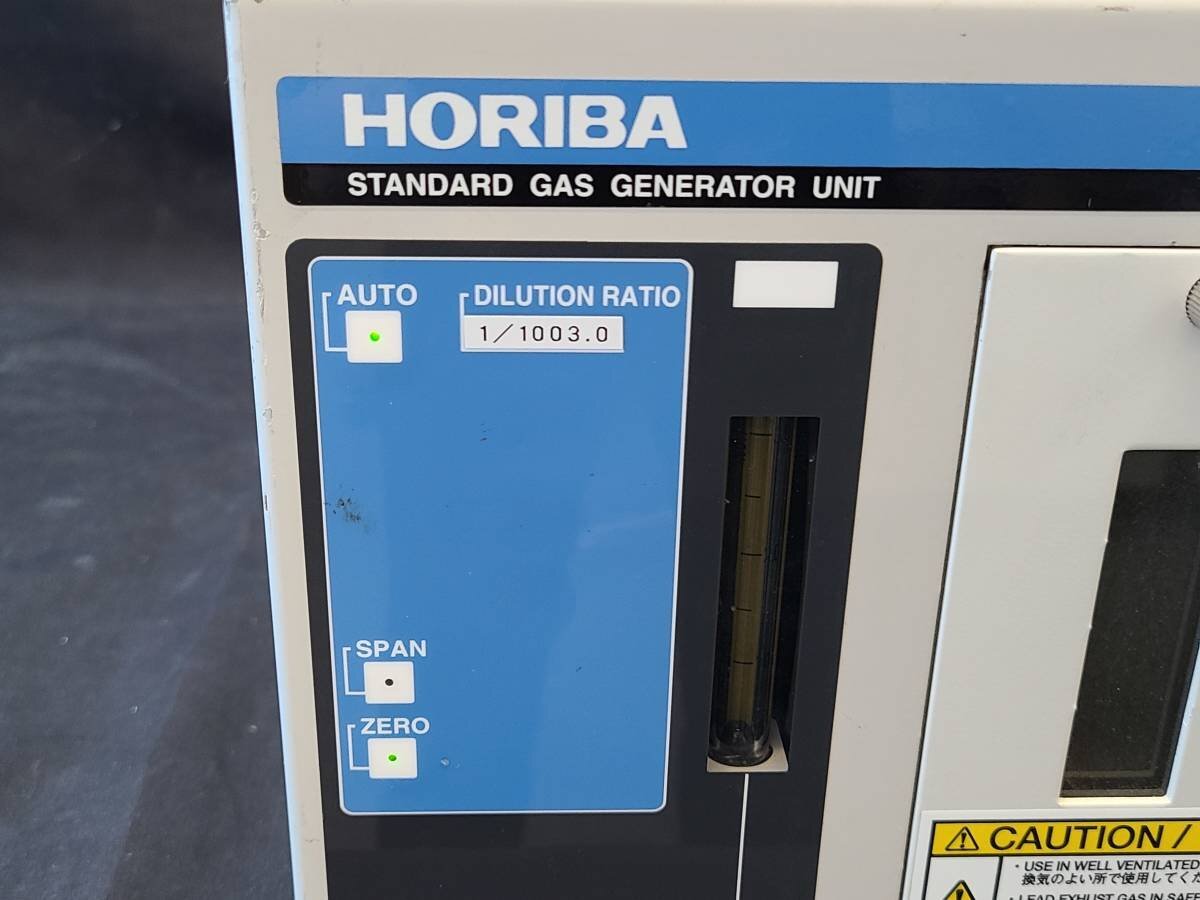 HORIBA
STANDARD GAS GENERATOR UNIT
AUTO
DILUTION RATIO
1/1003.0
SPAN
ZERO
CAUTION /
・USE IN WELL VENTILATED
換気のよい所で使用してくだ
・LEAD EXHUST GAS IN SAFE